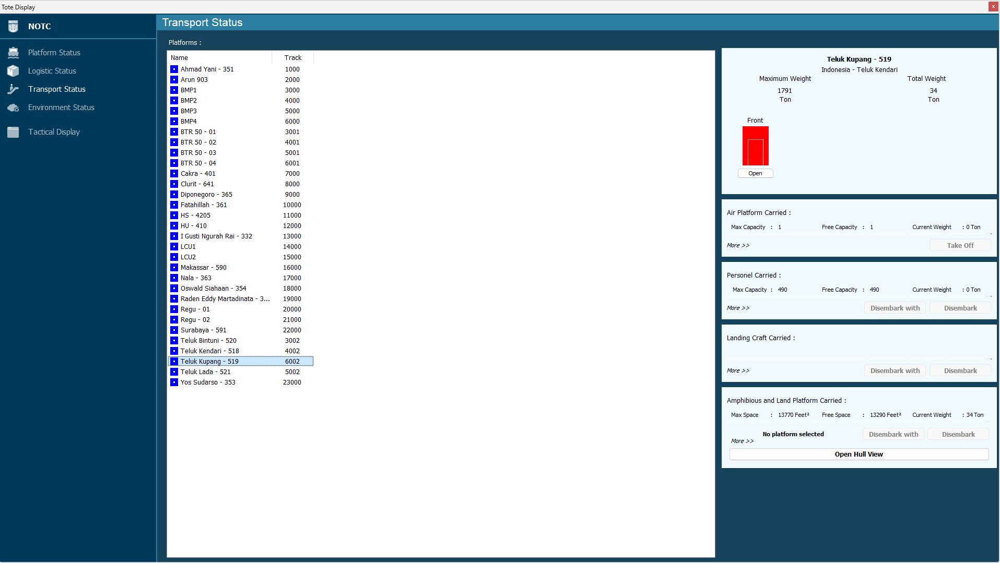 Tote Display
x
NOTC
Platform Status
Logistic Status
Transport Status
Environment Status
Tactical Display
Transport Status
Platforms :
Name Track
Ahmad Yani - 351 1000
Arun 903 2000
BMP1 3000
BMP2 4000
BMP3 5000
BMP4 6000
BTR 50 - 01 3001
BTR 50 - 02 4001
BTR 50 - 03 5001
BTR 50 - 04 6001
Cakra - 401 7000
Clurit - 641 8000
Diponegoro - 365 9000
Fatahillah - 361 10000
HS - 4205 11000
HU - 410 12000
I Gusti Ngurah Rai - 332 13000
LCU1 14000
LCU2 15000
Makassar - 590 16000
Nala - 363 17000
Oswald Siahaan - 354 18000
Raden Eddy Martadinata - 3... 19000
Regu - 01 20000
Regu - 02 21000
Surabaya - 591 22000
Teluk Bintuni - 520 3002
Teluk Kendari - 518 4002
Teluk Kupang - 519 6002
Teluk Lada - 521 5002
Yos Sudarso - 353 23000
Teluk Kupang - 519
Indonesia - Teluk Kendari
Maximum Weight Total Weight
1791 34
Ton Ton
Front
Open
Air Platform Carried :
Max Capacity : 1 Free Capacity : 1 Current Weight : 0 Ton
More >> Take Off
Personel Carried :
Max Capacity : 490 Free Capacity : 490 Current Weight : 0 Ton
More >> Disembark with Disembark
Landing Craft Carried :
More >> Disembark with Disembark
Amphibious and Land Platform Carried :
Max Space : 13770 Feet² Free Space : 13290 Feet² Current Weight : 34 Ton
No platform selected Disembark with Disembark
More >>
Open Hull View